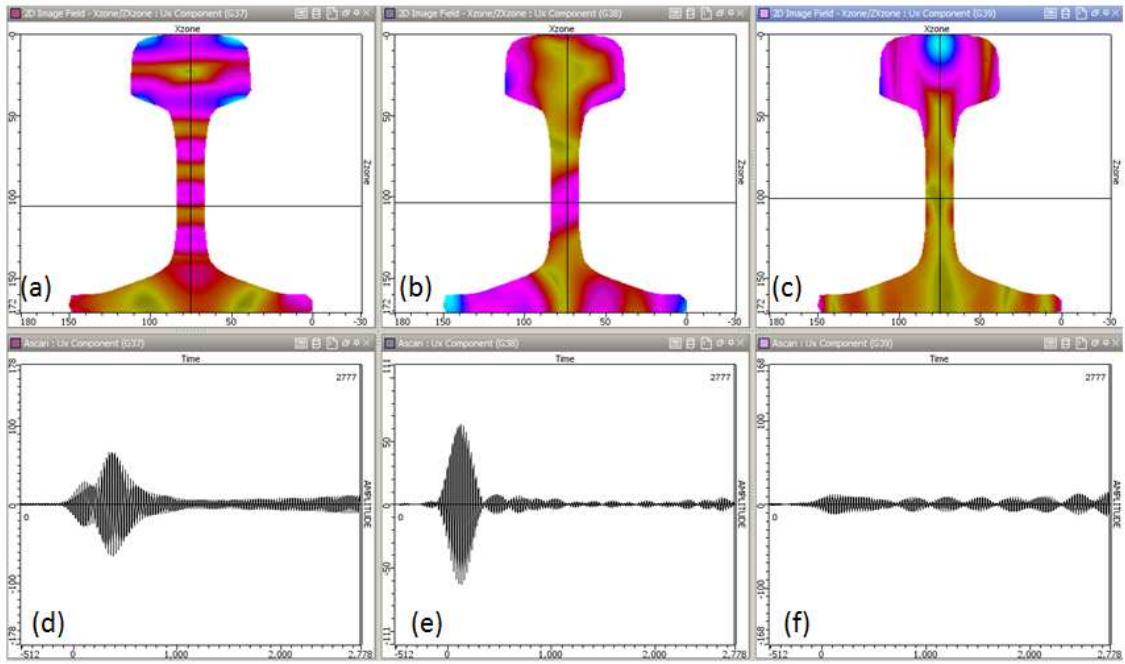 2D Image Field - Xzone/ZXzone : Ux Component (G37)
Xzone
-0
50
100
150
172
Zzone
180
150
100
50
0
-30
(a)
2D Image Field - Xzone/ZXzone : Ux Component (G38)
Xzone
-0
50
100
150
172
Zzone
180
150
100
50
0
-30
(b)
2D Image Field - Xzone/ZXzone : Ux Component (G39)
Xzone
-0
50
100
150
172
Zzone
180
150
100
50
0
-30
(c)
Ascan : Ux Component (G37)
Time
178
100
0
-100
-178
2777
0
AMPLITUDE
-512
0
1,000
2,000
2,778
(d)
Ascan : Ux Component (G38)
Time
111
50
0
-50
-111
2777
0
AMPLITUDE
-512
0
1,000
2,000
2,778
(e)
Ascan : Ux Component (G39)
Time
168
100
0
-100
-168
2777
0
AMPLITUDE
-512
0
1,000
2,000
2,778
(f)